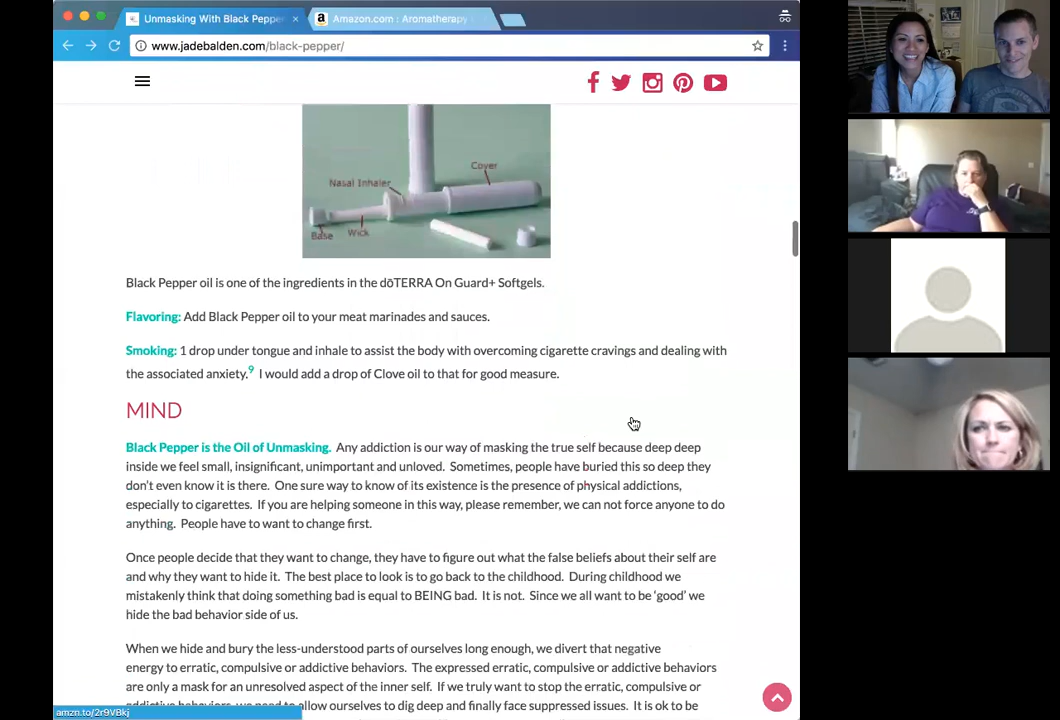 Unmasking With Black Peppe
Amazon.com : Aromatherapy
www.jadebalden.com/black-pepper/
Cover
Nasal Inhaler
Base
Wick
Black Pepper oil is one of the ingredients in the dōTERRA On Guard+ Softgels.
Flavoring: Add Black Pepper oil to your meat marinades and sauces.
Smoking: 1 drop under tongue and inhale to assist the body with overcoming cigarette cravings and dealing with
the associated anxiety.9 I would add a drop of Clove oil to that for good measure.
MIND
Black Pepper is the Oil of Unmasking. Any addiction is our way of masking the true self because deep deep
inside we feel small, insignificant, unimportant and unloved. Sometimes, people have buried this so deep they
don't even know it is there. One sure way to know of its existence is the presence of physical addictions,
especially to cigarettes. If you are helping someone in this way, please remember, we can not force anyone to do
anything. People have to want to change first.
Once people decide that they want to change, they have to figure out what the false beliefs about their self are
and why they want to hide it. The best place to look is to go back to the childhood. During childhood we
mistakenly think that doing something bad is equal to BEING bad. It is not. Since we all want to be 'good' we
hide the bad behavior side of us.
When we hide and bury the less-understood parts of ourselves long enough, we divert that negative
energy to erratic, compulsive or addictive behaviors. The expressed erratic, compulsive or addictive behaviors
are only a mask for an unresolved aspect of the inner self. If we truly want to stop the erratic, compulsive or
addictive behaviors, we need to allow ourselves to dig deep and finally face suppressed issues. It is ok to be
amzn.to/2r9VBkj